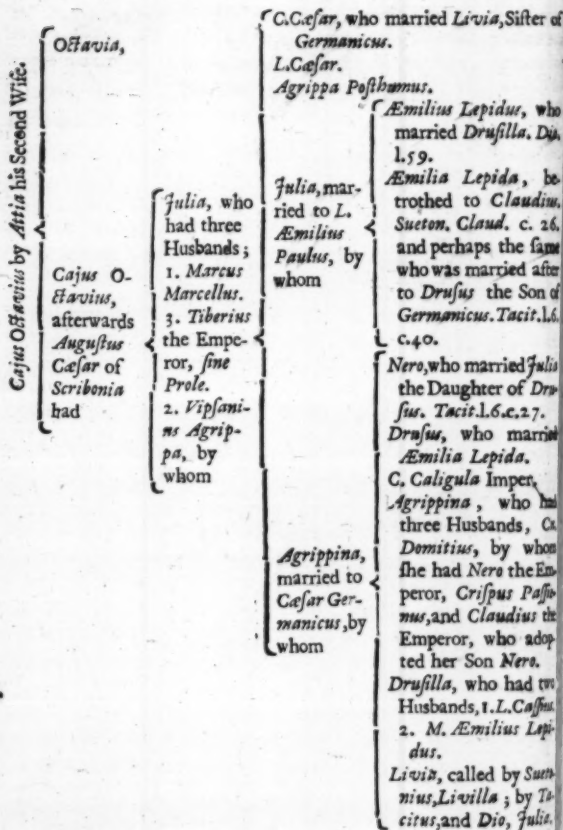 Cajus Octavius by Attia his Second Wife.
Octavia,
Cajus O-
ctavius,
afterwards
Augustus
Cæsar of
Scribonia
had
Julia, who
had three
Husbands;
1. Marcus
Marcellus.
3. Tiberius
the Empe-
ror, ſine
Prole.
2. Vipſani-
us Agrip-
pa, by
whom
C.Cæſar, who married Livia, Siſter of
Germanicus.
L.Cæſar.
Agrippa Poſthumus.
Julia, mar-
ried to L.
Æmilius
Paulus, by
whom
Æmilius Lepidus, who
married Druſilla. Dio,
l.59.
Æmilia Lepida, be-
trothed to Claudius.
Sueton. Claud. c. 26.
and perhaps the ſame
who was married after
to Druſus the Son of
Germanicus. Tacit.l.6.
c.40.
Agrippina,
married to
Cæſar Ger-
manicus, by
whom
Nero, who married Julia
the Daughter of Dru-
ſus. Tacit.l.6.c.27.
Druſus, who married
Æmilia Lepida.
C. Caligula Imper.
Agrippina, who had
three Husbands, Cn.
Domitius, by whom
ſhe had Nero the Em-
peror, Criſpus Paſſie-
nus, and Claudius the
Emperor, who adop-
ted her Son Nero.
Druſilla, who had two
Husbands, 1. L.Caſſius.
2. M. Æmilius Lepi-
dus.
Livia, called by Sueto-
nius, Livilla; by Ta-
citus, and Dio, Julia.